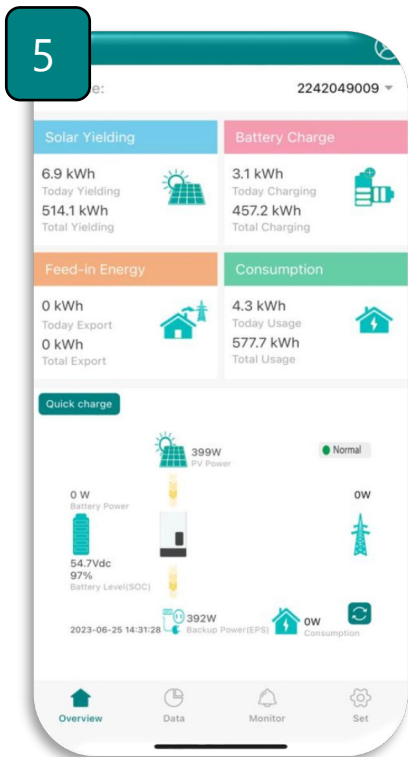 5
e:
2242049009
Solar Yielding
Battery Charge
6.9 kWh
Today Yielding
514.1 kWh
Total Yielding
3.1 kWh
Today Charging
457.2 kWh
Total Charging
Feed-in Energy
Consumption
0 kWh
Today Export
0 kWh
Total Export
4.3 kWh
Today Usage
577.7 kWh
Total Usage
Quick charge
399W
PV Power
Normal
0 W
Battery Power
0W
54.7Vdc
97%
Battery Level(SOC)
392W
Backup Power(EPS)
0W
Consumption
2023-06-25 14:31:28
Overview
Data
Monitor
Set